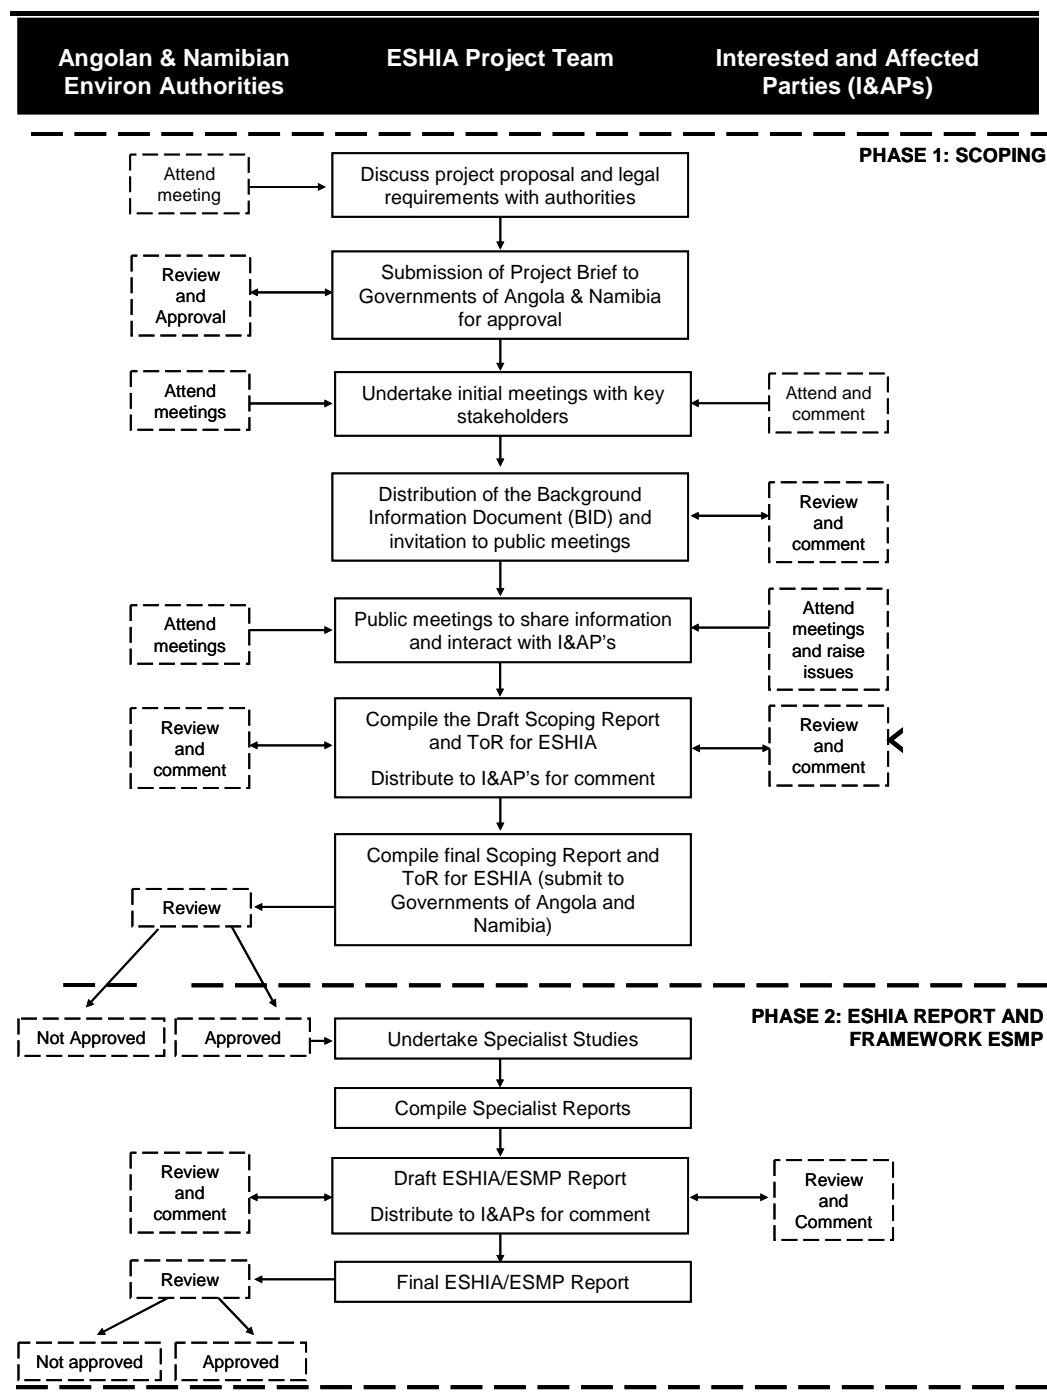 Angolan & Namibian
Environ Authorities
ESHIA Project Team
Interested and Affected
Parties (I&APs)
PHASE 1: SCOPING
Attend
meeting
Discuss project proposal and legal
requirements with authorities
Review
and
Approval
Submission of Project Brief to
Governments of Angola & Namibia
for approval
Attend
meetings
Undertake initial meetings with key
stakeholders
Attend and
comment
Distribution of the Background
Information Document (BID) and
invitation to public meetings
Review
and
comment
Attend
meetings
Public meetings to share information
and interact with I&AP's
Attend
meetings
and raise
issues
Review
and
comment
Compile the Draft Scoping Report
and ToR for ESHIA
Distribute to I&AP's for comment
Review
and
comment
Compile final Scoping Report and
ToR for ESHIA (submit to
Governments of Angola and
Namibia)
Review
PHASE 2: ESHIA REPORT AND
FRAMEWORK ESMP
Not Approved
Approved
Undertake Specialist Studies
Compile Specialist Reports
Review
and
comment
Draft ESHIA/ESMP Report
Distribute to I&APs for comment
Review
and
Comment
Review
Final ESHIA/ESMP Report
Not approved
Approved